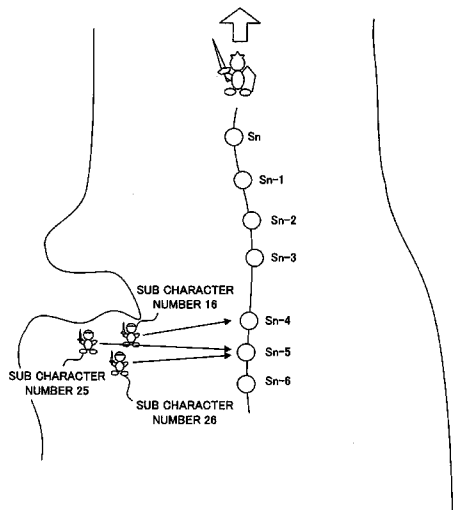 Sn
Sn-1
Sn-2
Sn-3
SUB CHARACTER
NUMBER 16
Sn-4
Sn-5
SUB CHARACTER
NUMBER 25
Sn-6
SUB CHARACTER
NUMBER 26